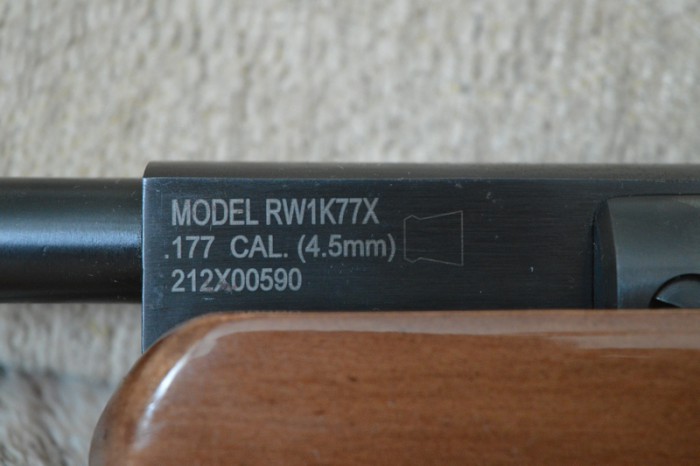 MODEL RW1K77X
.177 CAL. (4.5mm)
212X00590